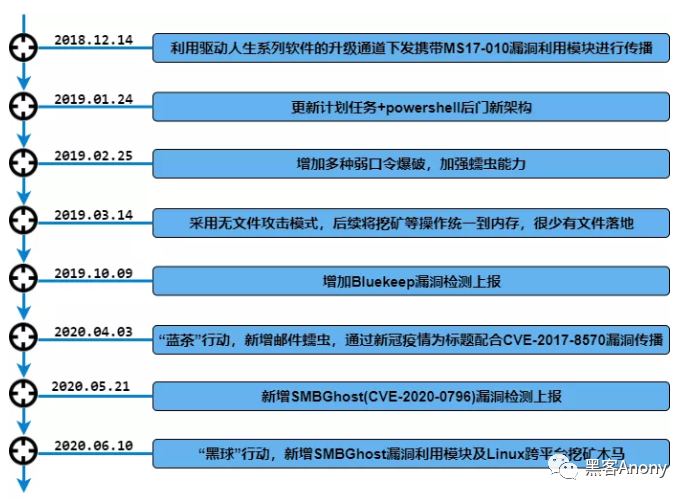 2018.12.14
利用驱动人生系列软件的升级通道下发携带MS17-010漏洞利用模块进行传播
2019.01.24
更新计划任务+powershell后门新架构
2019.02.25
增加多种弱口令爆破，加强蠕虫能力
2019.03.14
采用无文件攻击模式，后续将挖矿等操作统一到内存，很少有文件落地
2019.10.09
增加Bluekeep漏洞检测上报
2020.04.03
“蓝茶”行动，新增邮件蠕虫，通过新冠疫情为标题配合CVE-2017-8570漏洞传播
2020.05.21
新增SMBGhost(CVE-2020-0796)漏洞检测上报
2020.06.10
“黑球”行动，新增SMBGhost漏洞利用模块及Linux跨平台挖矿木马
黑客Anony